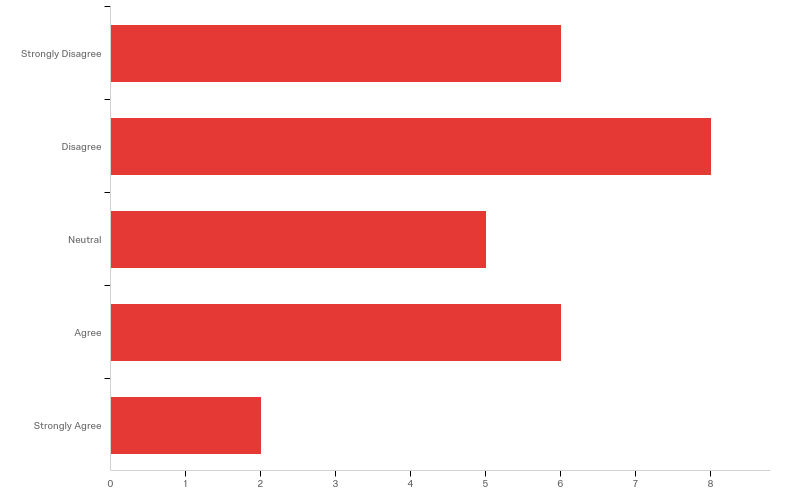 Strongly Disagree
Disagree
Neutral
Agree
Strongly Agree
0 1 2 3 4 5 6 7 8